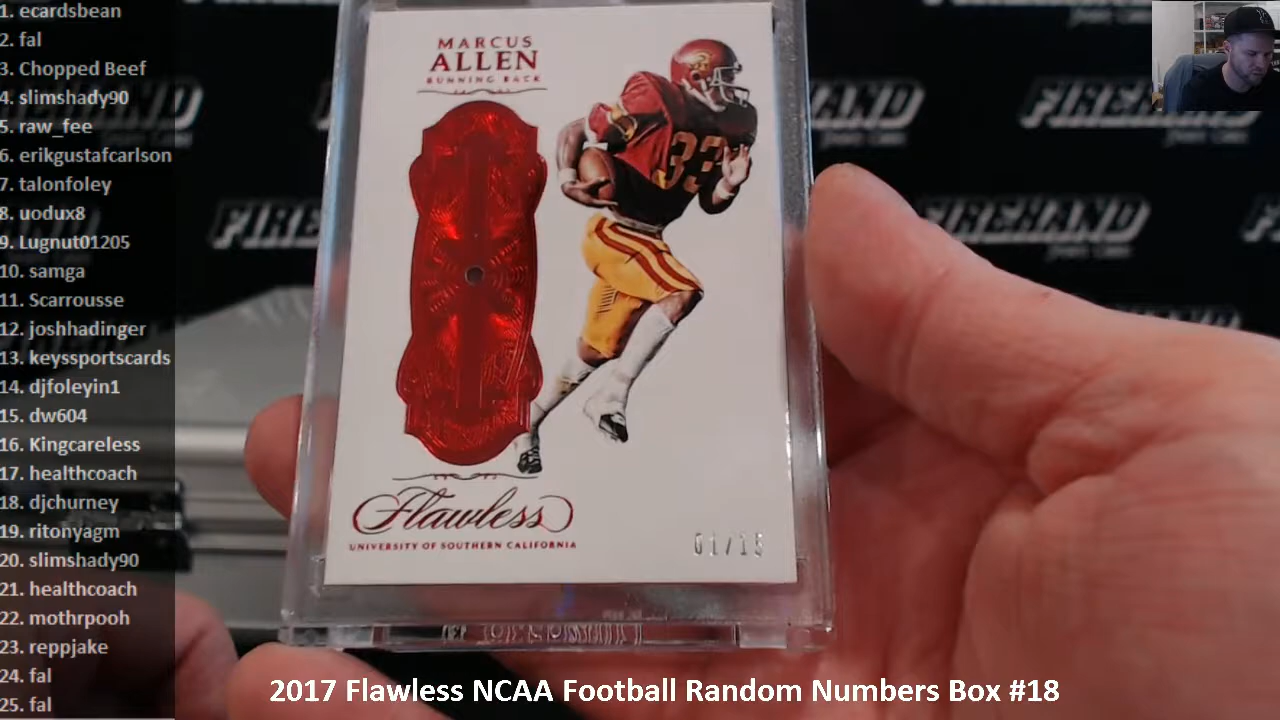 1. ecardsbean
2. fal
3. Chopped Beef
4. slimshady90
5. raw_fee
6. erikgustafcarlson
7. talonfoley
8. uodux8
9. Lugnut01205
10. samga
11. Scarrousse
12. joshhadinger
13. keyssportscards
14. djfoleyin1
15. dw604
16. Kingcareless
17. healthcoach
18. djchurney
19. ritonyagm
20. slimshady90
21. healthcoach
22. mothrpooh
23. reppjake
24. fal
25. fal
MARCUS
ALLEN
RUNNING BACK
33
Flawless
UNIVERSITY OF SOUTHERN CALIFORNIA
01/15
FIREHAND
FIREHAND
FIREHAND
FIREHAND
2017 Flawless NCAA Football Random Numbers Box #18